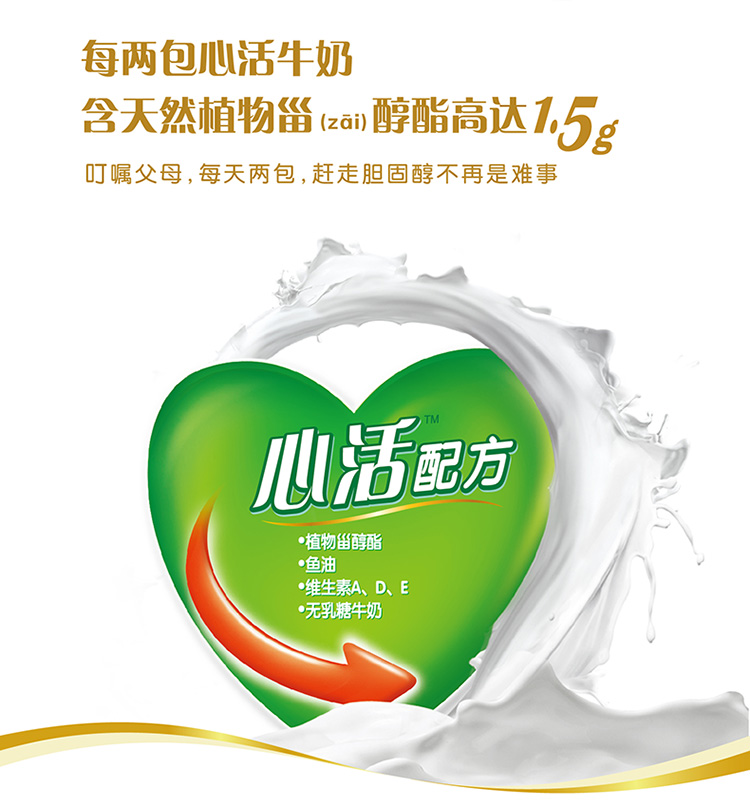 每两包心活牛奶
含天然植物甾(zāi)醇酯高达1.5g
叮嘱父母,每天两包,赶走胆固醇不再是难事
心活™配方
•植物甾醇酯
•鱼油
•维生素A、D、E
•无乳糖牛奶